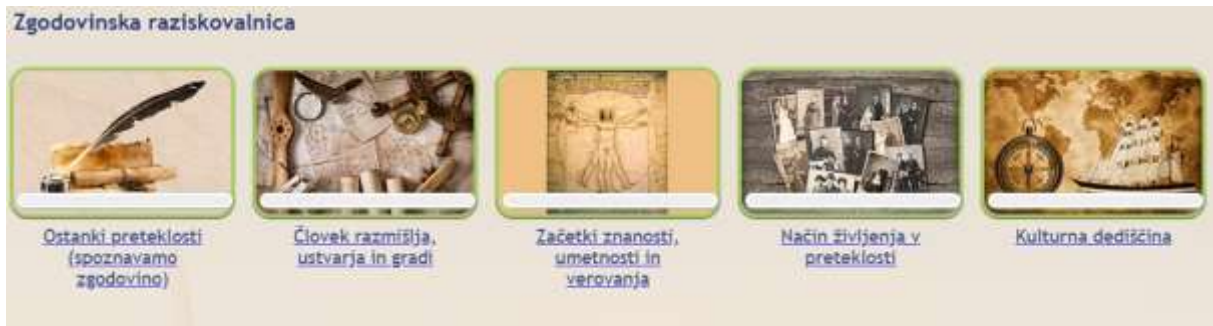 Zgodovinska raziskovalnica
Ostanki preteklosti
(spoznavamo
zgodovino)
Človek razmišlja,
ustvarja in gradi
Začetki znanosti,
umetnosti in
verovanja
Način življenja v
preteklosti
Kulturna dediščina